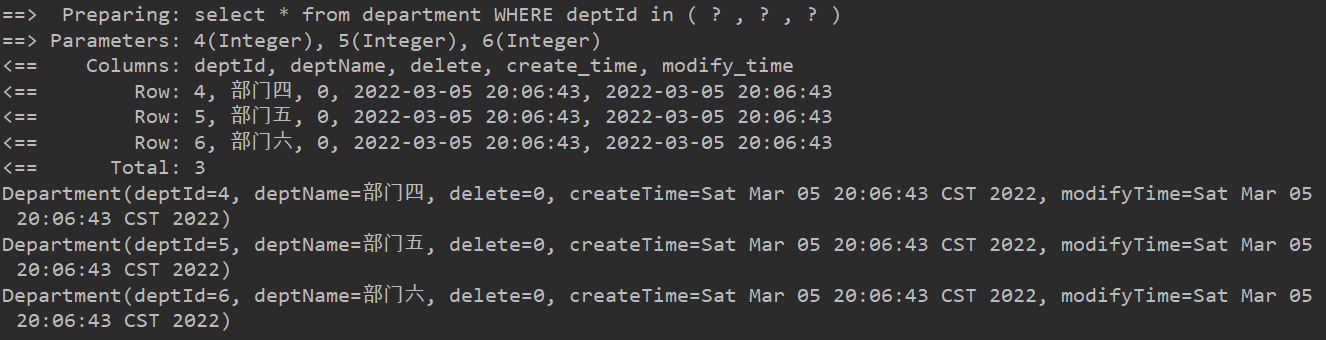 ==>  Preparing: select * from department WHERE deptId in ( ? , ? , ? )
==> Parameters: 4(Integer), 5(Integer), 6(Integer)
<==    Columns: deptId, deptName, delete, create_time, modify_time
<==        Row: 4, 部门四, 0, 2022-03-05 20:06:43, 2022-03-05 20:06:43
<==        Row: 5, 部门五, 0, 2022-03-05 20:06:43, 2022-03-05 20:06:43
<==        Row: 6, 部门六, 0, 2022-03-05 20:06:43, 2022-03-05 20:06:43
<==      Total: 3
Department(deptId=4, deptName=部门四, delete=0, createTime=Sat Mar 05 20:06:43 CST 2022, modifyTime=Sat Mar 05
 20:06:43 CST 2022)
Department(deptId=5, deptName=部门五, delete=0, createTime=Sat Mar 05 20:06:43 CST 2022, modifyTime=Sat Mar 05
 20:06:43 CST 2022)
Department(deptId=6, deptName=部门六, delete=0, createTime=Sat Mar 05 20:06:43 CST 2022, modifyTime=Sat Mar 05
 20:06:43 CST 2022)